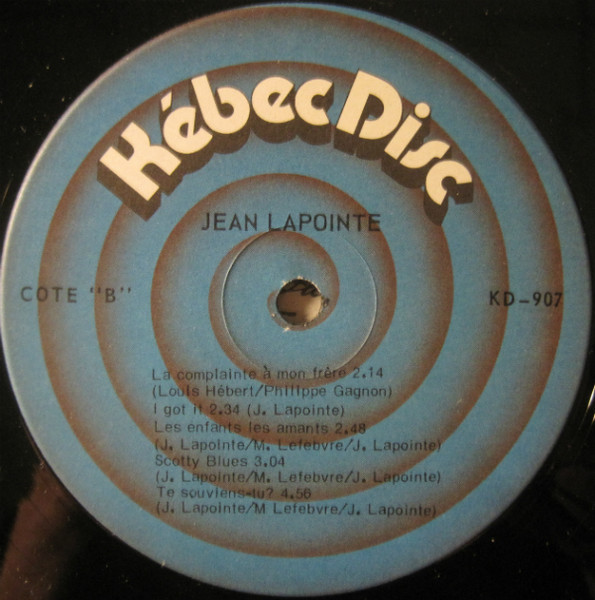 Kébec Disc
JEAN LAPOINTE
COTE "B"
KD-907
La complainte à mon frère 2.14
(Louis Hébert/Philippe Gagnon)
I got it 2.34 (J. Lapointe)
Les enfants les amants 2.48
(J. Lapointe/M. Lefebvre/J. Lapointe)
Scotty Blues 3.04
(J. Lapointe/M. Lefebvre/J. Lapointe)
Te souviens-tu? 4.56
(J. Lapointe/M Lefebvre/J. Lapointe)